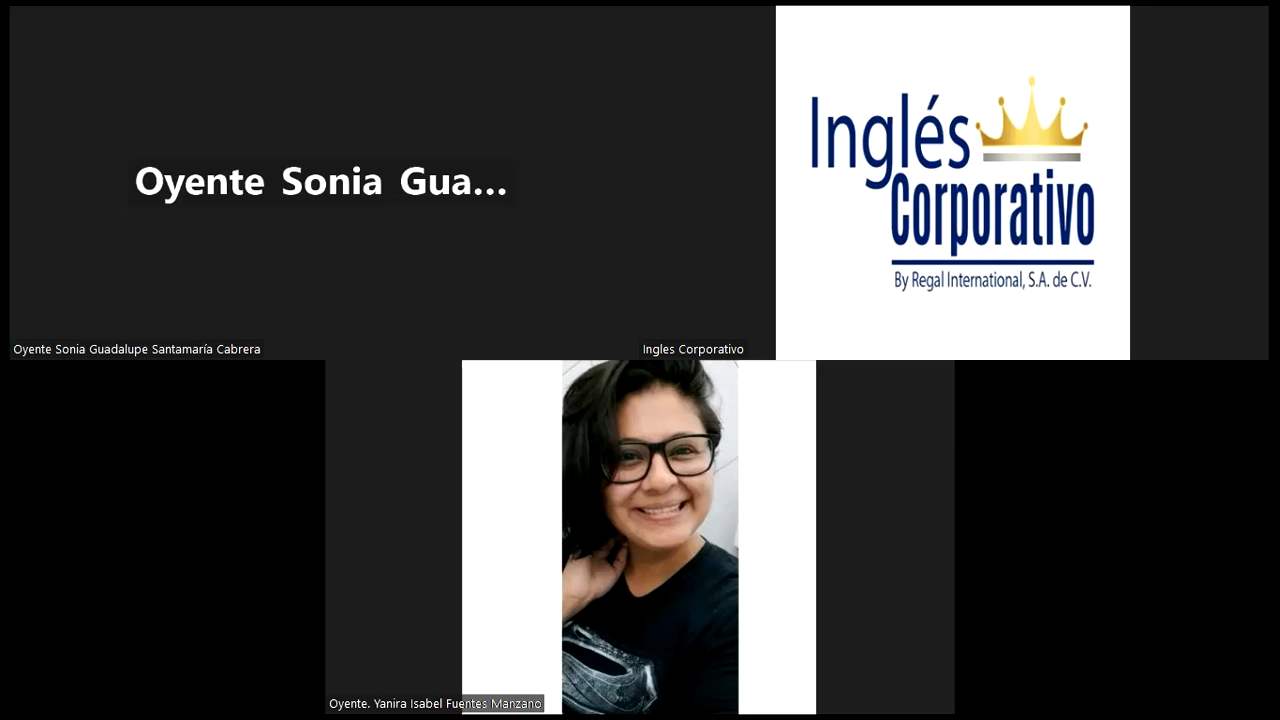 Oyente Sonia Gua...
Oyente Sonia Guadalupe Santamaría Cabrera
Inglés
Corporativo
By Regal International, S.A. de C.V.
Ingles Corporativo
Oyente. Yanira Isabel Fuentes Manzano